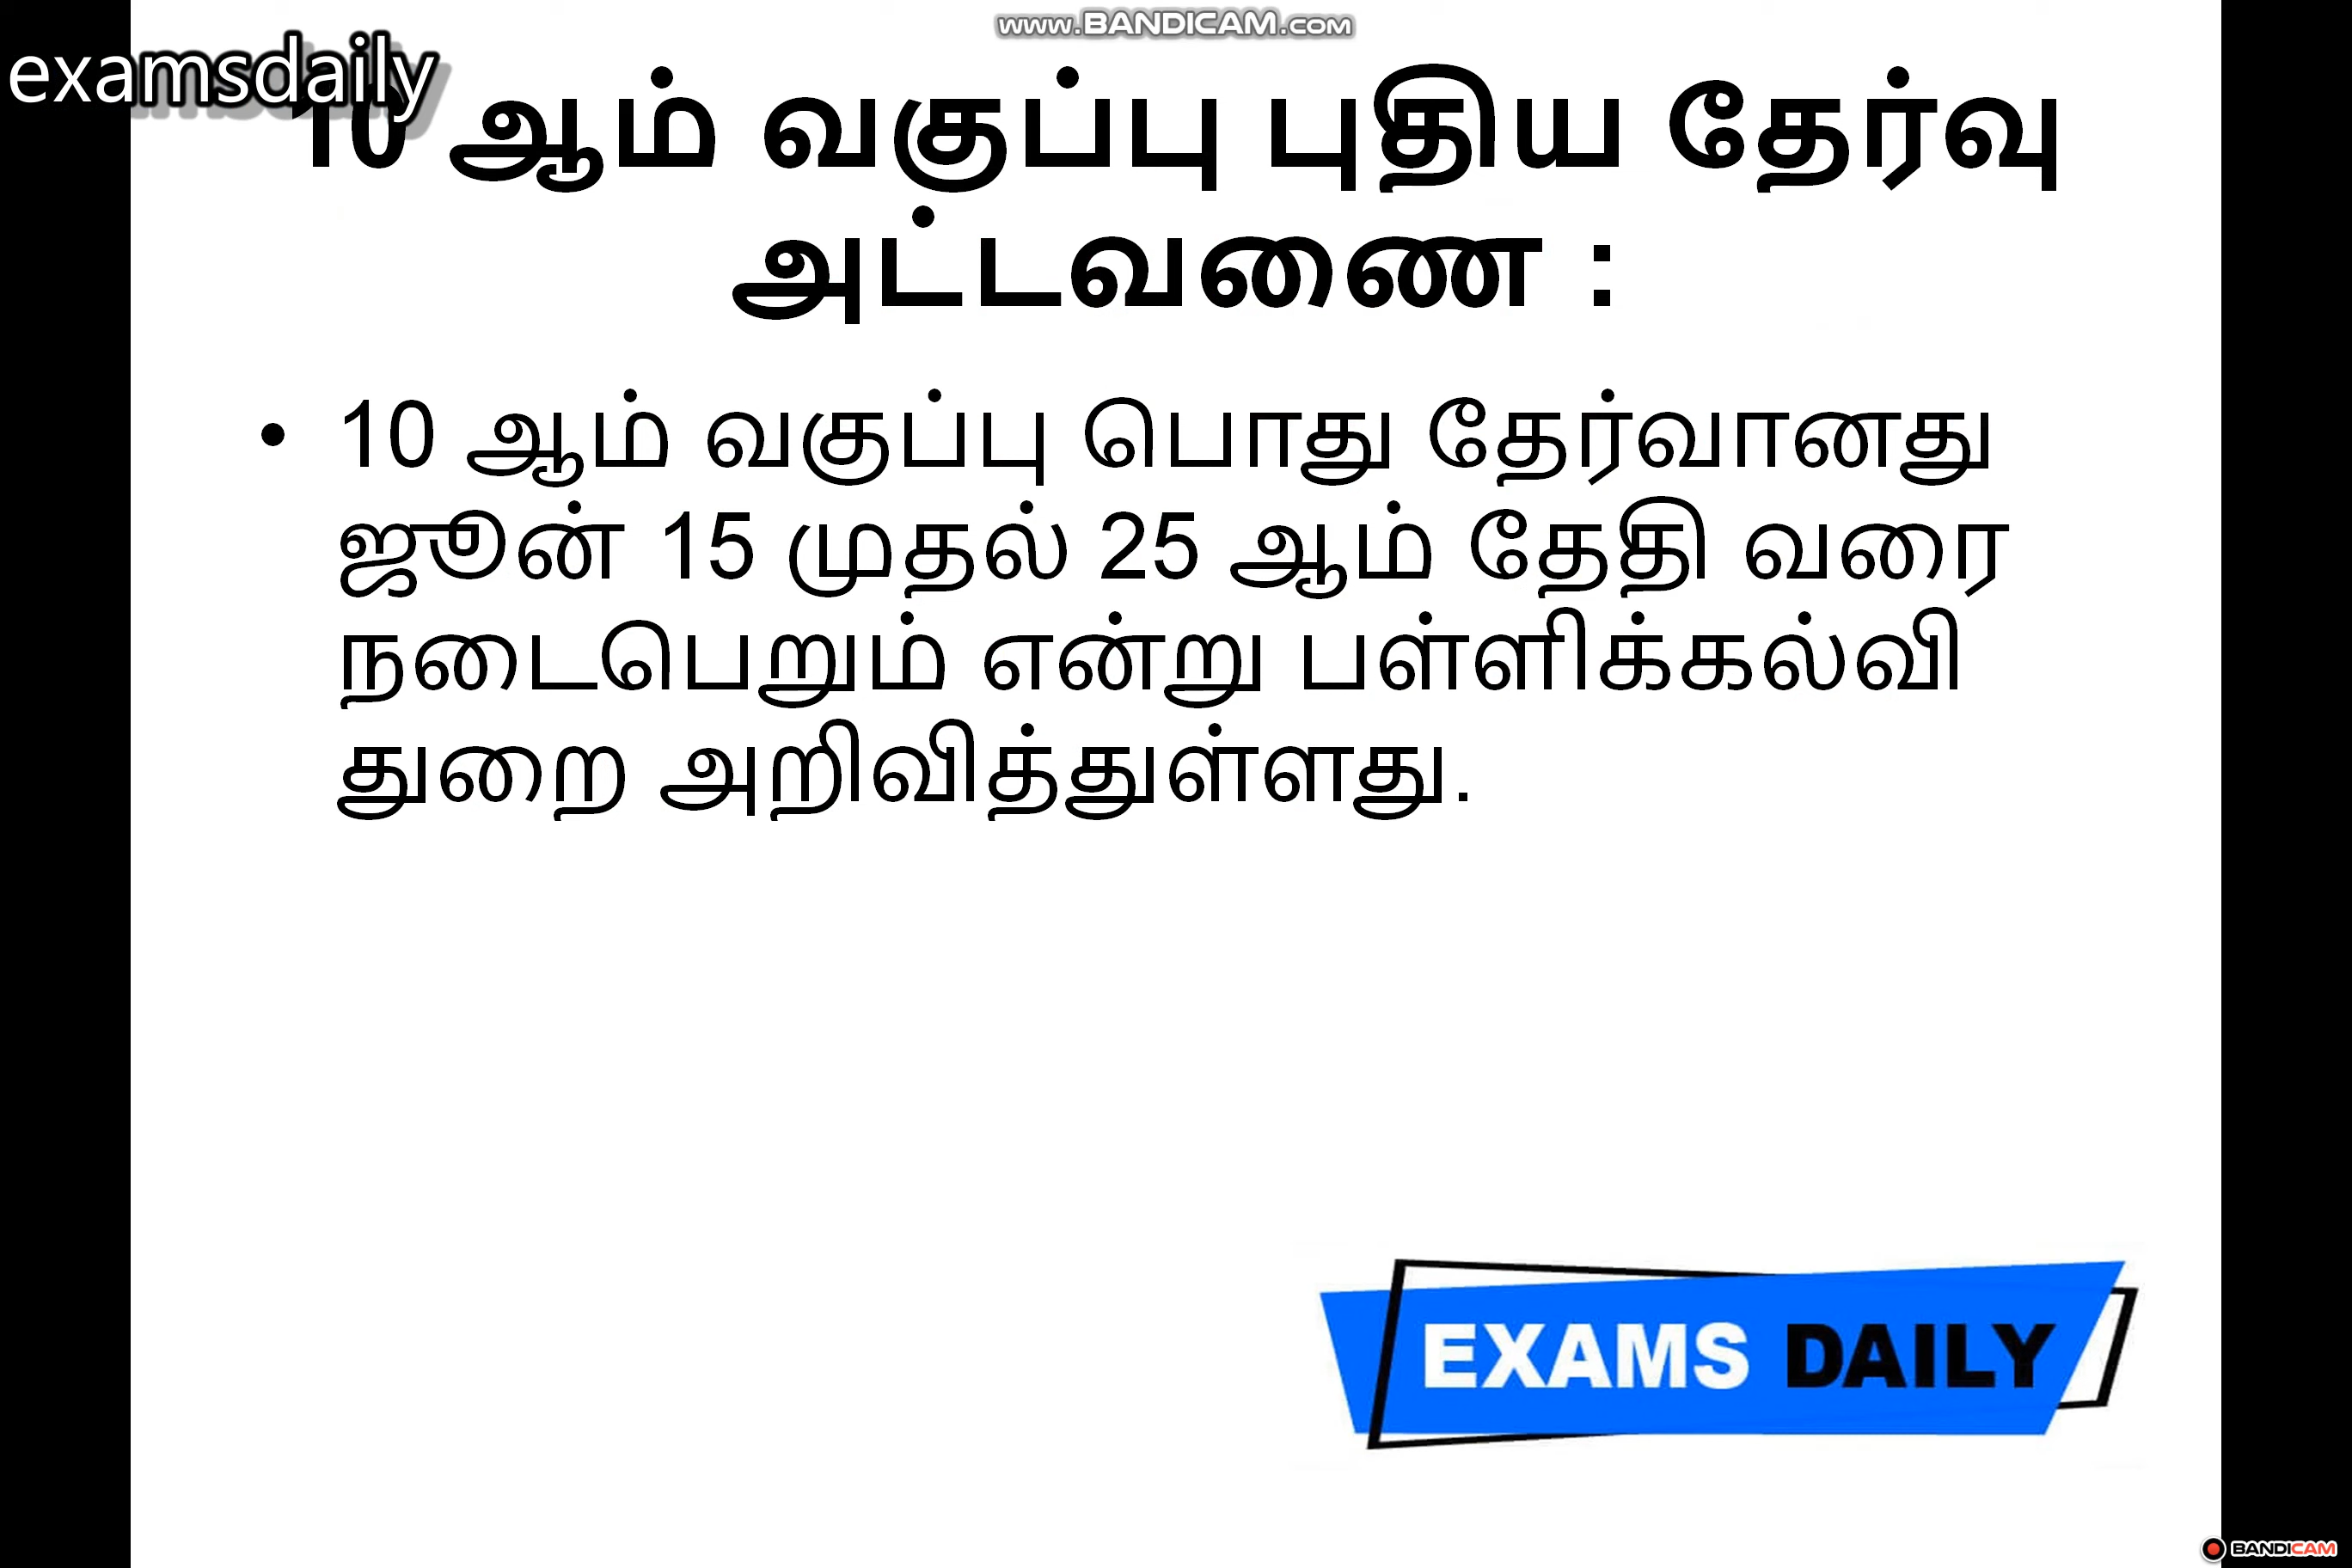 www.BANDICAM.com
examsdaily
10 ஆம் வகுப்பு புதிய தேர்வு
அட்டவணை :
• 10 ஆம் வகுப்பு பொது தேர்வானது
ஜூன் 15 முதல் 25 ஆம் தேதி வரை
நடைபெறும் என்று பள்ளிக்கல்வி
துறை அறிவித்துள்ளது.
EXAMS DAILY
BANDICAM